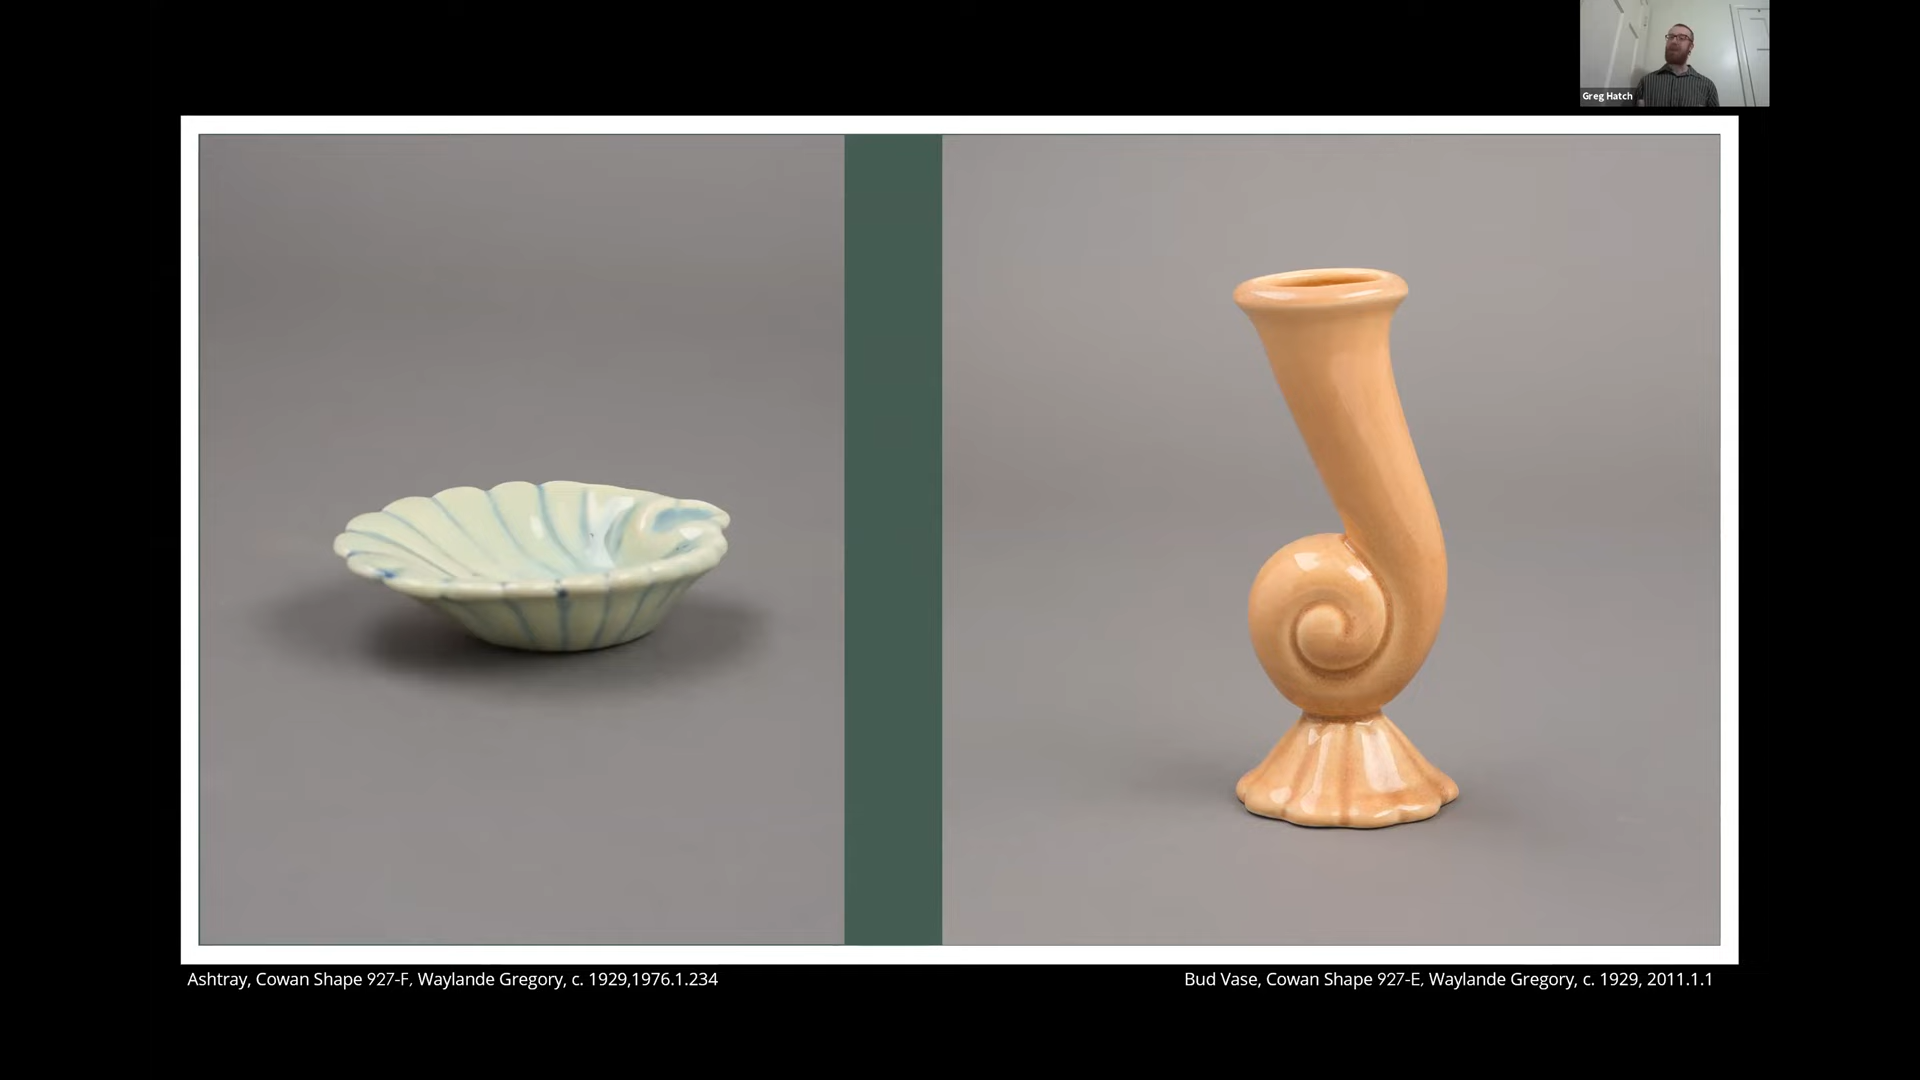 Greg Hatch
Ashtray, Cowan Shape 927-F, Waylande Gregory, c. 1929,1976.1.234
Bud Vase, Cowan Shape 927-E, Waylande Gregory, c. 1929, 2011.1.1